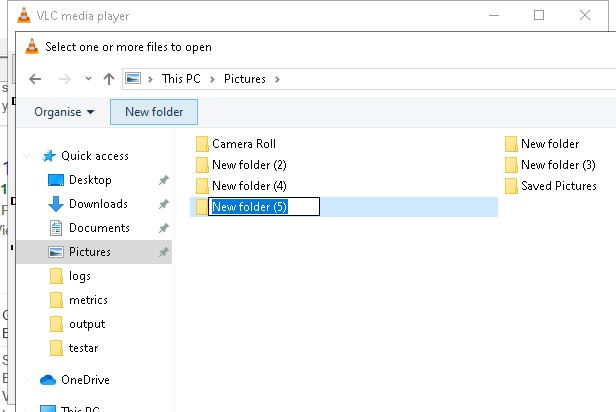 VLC media player
Select one or more files to open
This PC > Pictures >
Organise New folder
Quick access
Desktop
Downloads
Documents
Pictures
logs
metrics
output
testar
OneDrive
This PC
Camera Roll
New folder (2)
New folder (4)
New folder (5)
New folder
New folder (3)
Saved Pictures